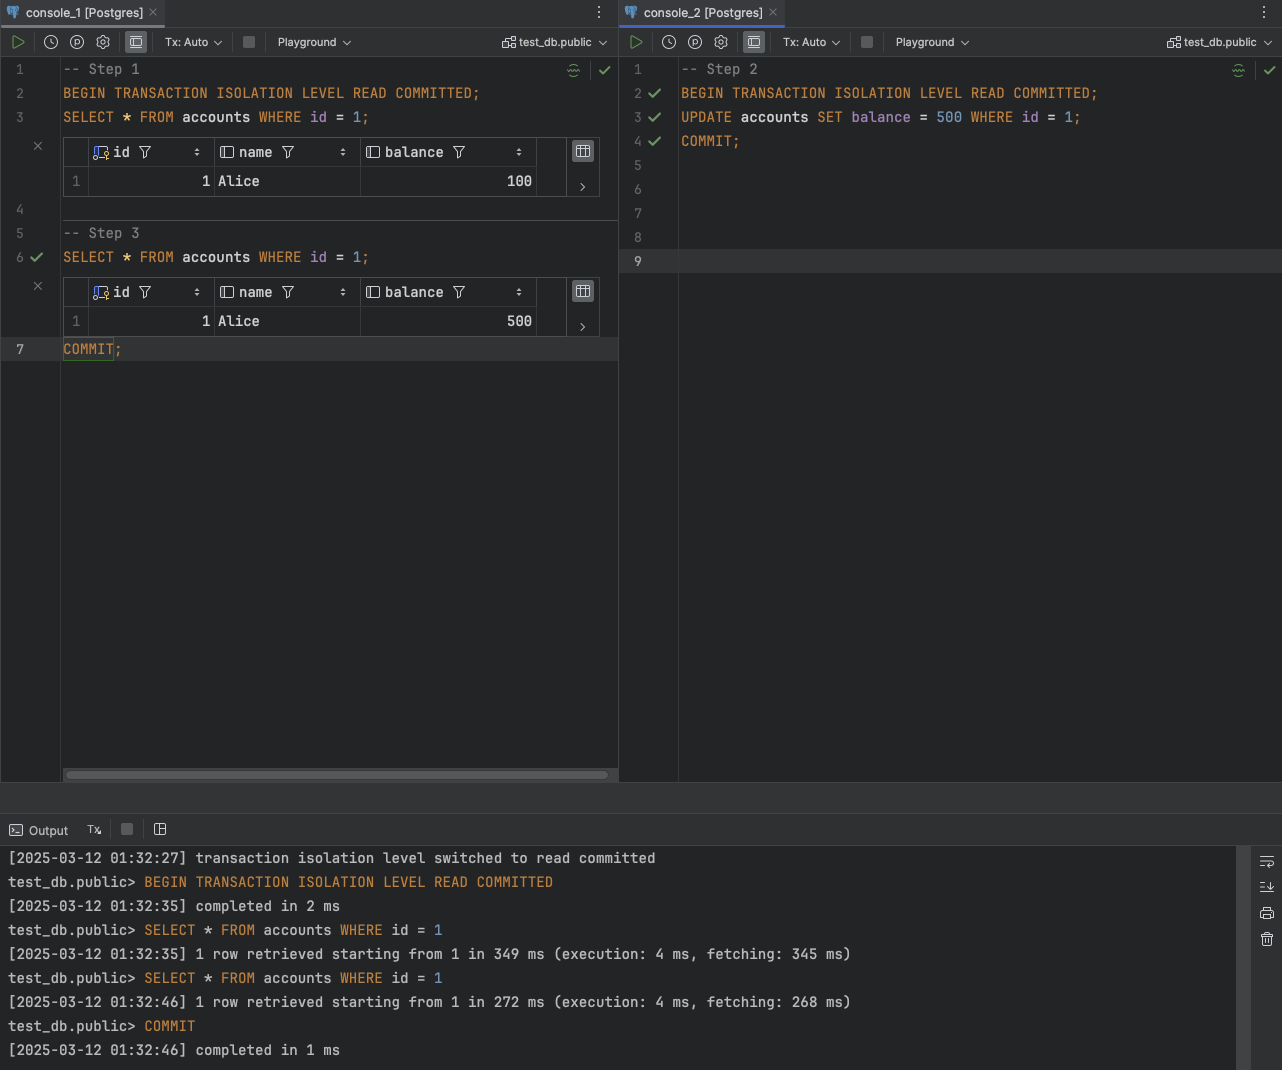 console_1 [Postgres]
Tx: Auto
Playground
test_db.public
1 -- Step 1
2 BEGIN TRANSACTION ISOLATION LEVEL READ COMMITTED;
3 SELECT * FROM accounts WHERE id = 1;
id name balance
1 1 Alice 100
4
5 -- Step 3
6 SELECT * FROM accounts WHERE id = 1;
id name balance
1 1 Alice 500
7 COMMIT;
console_2 [Postgres]
Tx: Auto
Playground
test_db.public
1 -- Step 2
2 BEGIN TRANSACTION ISOLATION LEVEL READ COMMITTED;
3 UPDATE accounts SET balance = 500 WHERE id = 1;
4 COMMIT;
5
6
7
8
9
Output Tx
[2025-03-12 01:32:27] transaction isolation level switched to read committed
test_db.public> BEGIN TRANSACTION ISOLATION LEVEL READ COMMITTED
[2025-03-12 01:32:35] completed in 2 ms
test_db.public> SELECT * FROM accounts WHERE id = 1
[2025-03-12 01:32:35] 1 row retrieved starting from 1 in 349 ms (execution: 4 ms, fetching: 345 ms)
test_db.public> SELECT * FROM accounts WHERE id = 1
[2025-03-12 01:32:46] 1 row retrieved starting from 1 in 272 ms (execution: 4 ms, fetching: 268 ms)
test_db.public> COMMIT
[2025-03-12 01:32:46] completed in 1 ms